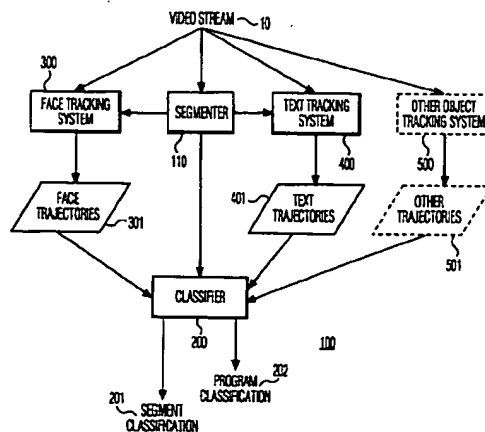 VIDEO STREAM 10
300
FACE TRACKING
SYSTEM
SEGMENTER
110
TEXT TRACKING
SYSTEM
400
OTHER OBJECT
TRACKING SYSTEM
500
FACE
TRAJECTORIES
301
401
TEXT
TRAJECTORIES
OTHER
TRAJECTORIES
501
CLASSIFIER
200
100
201
SEGMENT
CLASSIFICATION
PROGRAM
CLASSIFICATION
202